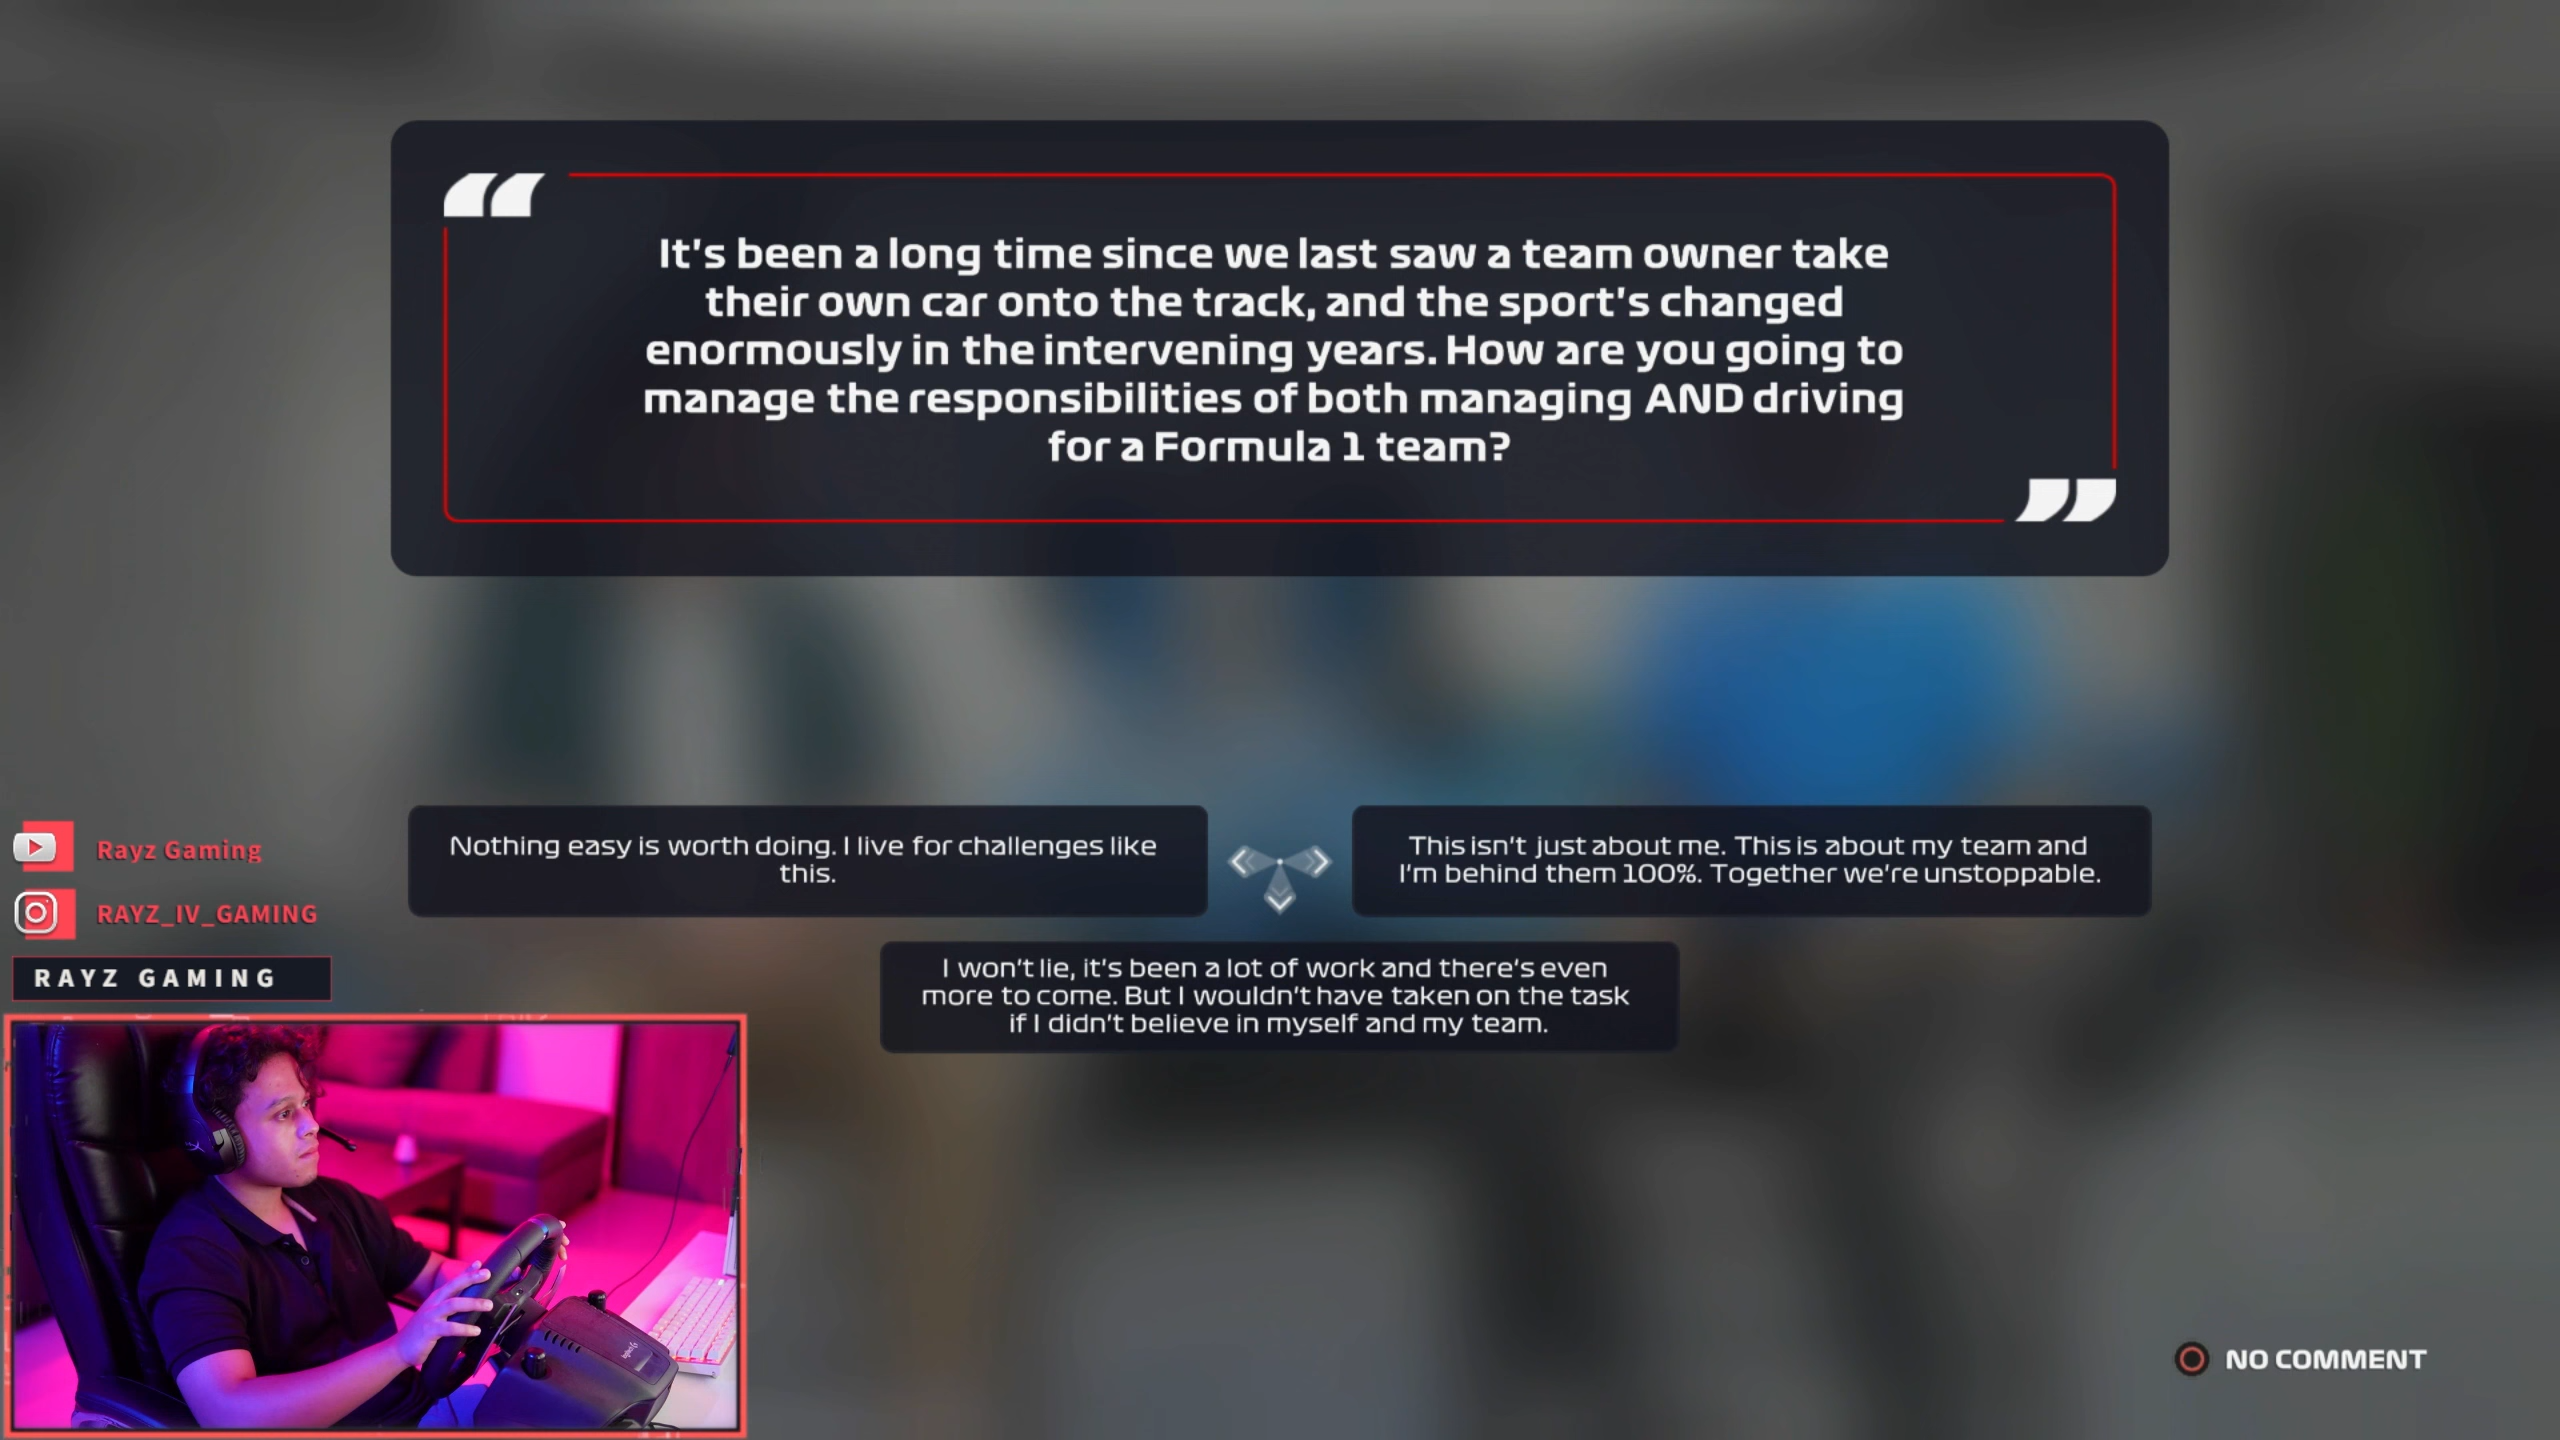 It's been a long time since we last saw a team owner take
their own car onto the track, and the sport's changed
enormously in the intervening years. How are you going to
manage the responsibilities of both managing AND driving
for a Formula 1 team?
Nothing easy is worth doing. I live for challenges like
this.
This isn't just about me. This is about my team and
I'm behind them 100%. Together we're unstoppable.
I won't lie, it's been a lot of work and there's even
more to come. But I wouldn't have taken on the task
if I didn't believe in myself and my team.
Rayz Gaming
RAYZ_IV_GAMING
RAYZ GAMING
NO COMMENT